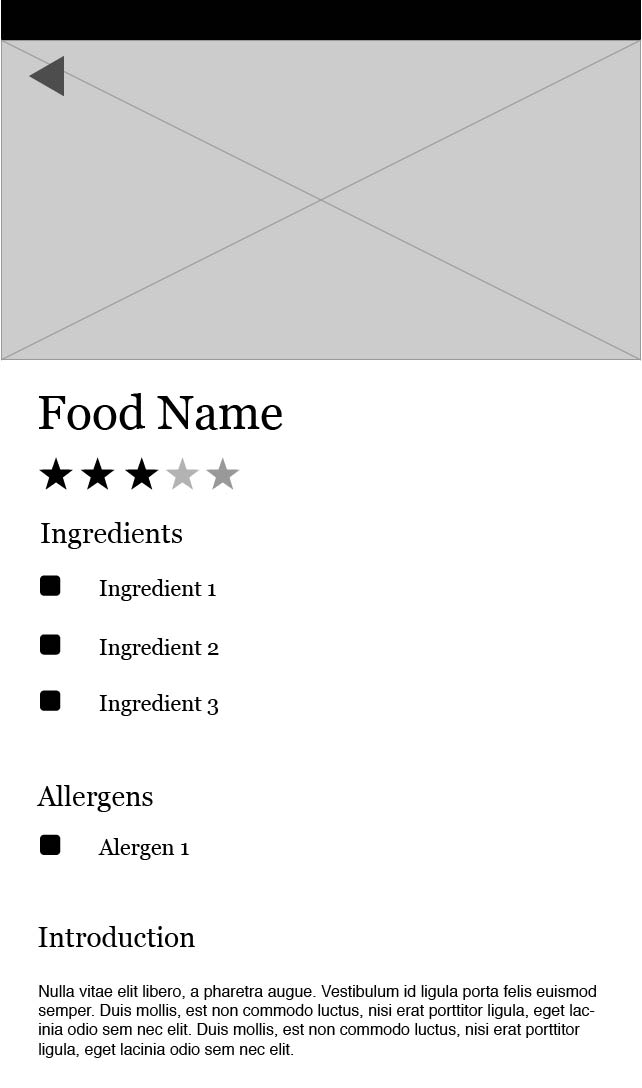 Food Name
Ingredients
Ingredient 1
Ingredient 2
Ingredient 3
Allergens
Alergen 1
Introduction
Nulla vitae elit libero, a pharetra augue. Vestibulum id ligula porta felis euismod
semper. Duis mollis, est non commodo luctus, nisi erat porttitor ligula, eget lac-
inia odio sem nec elit. Duis mollis, est non commodo luctus, nisi erat porttitor
ligula, eget lacinia odio sem nec elit.